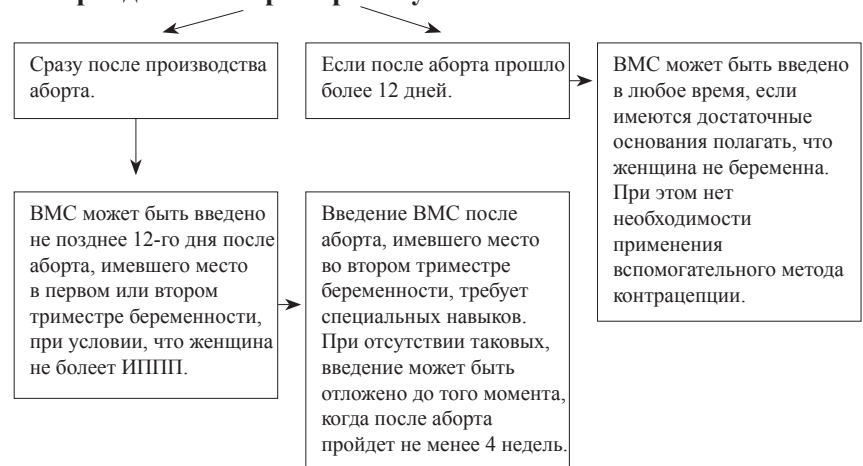 Сразу после производства
аборта.
Если после аборта прошло
более 12 дней.
ВМС может быть введено
в любое время, если
имеются достаточные
основания полагать, что
женщина не беременна.
При этом нет
необходимости
применения
вспомогательного метода
контрацепции.
ВМС может быть введено
не позднее 12-го дня после
аборта, имевшего место
в первом или втором
триместре беременности,
при условии, что женщина
не болеет ИППП.
Введение ВМС после
аборта, имевшего место
во втором триместре
беременности, требует
специальных навыков.
При отсутствии таковых,
введение может быть
отложено до того момента,
когда после аборта
пройдет не менее 4 недель.